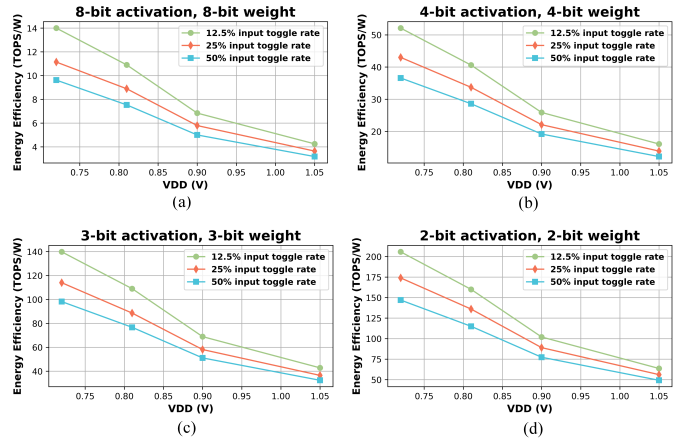 8-bit activation, 8-bit weight
Energy Efficiency (TOPS/W)
14
12
10
8
6
4
12.5% input toggle rate
25% input toggle rate
50% input toggle rate
0.75 0.80 0.85 0.90 0.95 1.00 1.05
VDD (V)
(a)
4-bit activation, 4-bit weight
Energy Efficiency (TOPS/W)
50
40
30
20
12.5% input toggle rate
25% input toggle rate
50% input toggle rate
0.75 0.80 0.85 0.90 0.95 1.00 1.05
VDD (V)
(b)
3-bit activation, 3-bit weight
Energy Efficiency (TOPS/W)
140
120
100
80
60
40
12.5% input toggle rate
25% input toggle rate
50% input toggle rate
0.75 0.80 0.85 0.90 0.95 1.00 1.05
VDD (V)
(c)
2-bit activation, 2-bit weight
Energy Efficiency (TOPS/W)
200
175
150
125
100
75
50
12.5% input toggle rate
25% input toggle rate
50% input toggle rate
0.75 0.80 0.85 0.90 0.95 1.00 1.05
VDD (V)
(d)